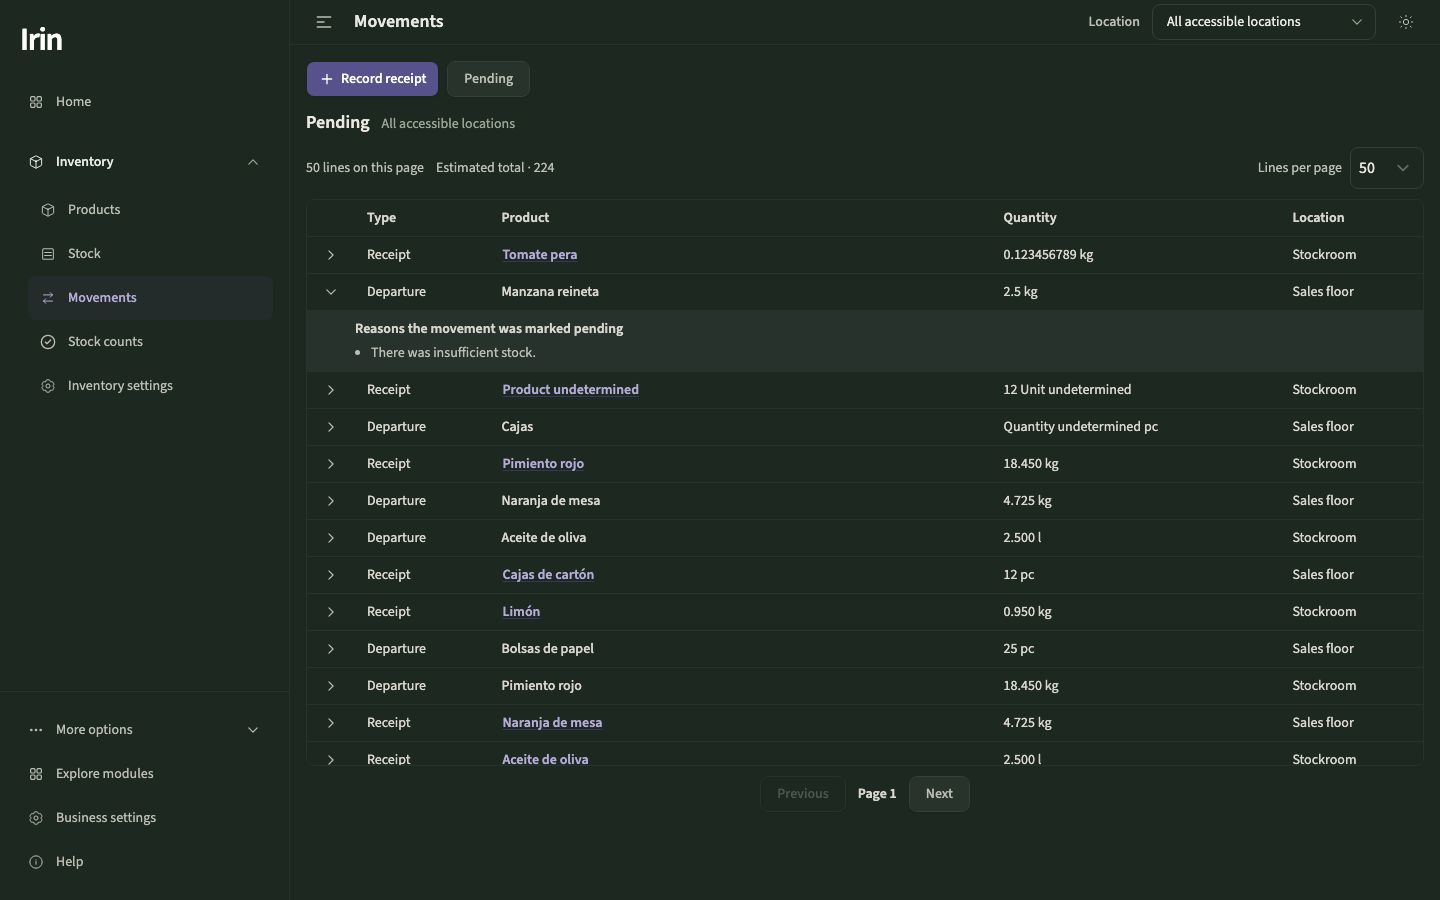 Irin
Movements
Location All accessible locations
Home
Inventory
Products
Stock
Movements
Stock counts
Inventory settings
More options
Explore modules
Business settings
Help
Record receipt Pending
Pending All accessible locations
50 lines on this page Estimated total · 224 Lines per page 50
Type Product Quantity Location
Receipt Tomate pera 0.123456789 kg Stockroom
Departure Manzana reineta 2.5 kg Sales floor
Reasons the movement was marked pending
• There was insufficient stock.
Receipt Product undetermined 12 Unit undetermined Stockroom
Departure Cajas Quantity undetermined pc Sales floor
Receipt Pimiento rojo 18.450 kg Stockroom
Departure Naranja de mesa 4.725 kg Sales floor
Departure Aceite de oliva 2.500 l Stockroom
Receipt Cajas de cartón 12 pc Sales floor
Receipt Limón 0.950 kg Stockroom
Departure Bolsas de papel 25 pc Sales floor
Departure Pimiento rojo 18.450 kg Stockroom
Receipt Naranja de mesa 4.725 kg Sales floor
Receipt Aceite de oliva 2.500 l Stockroom
Previous Page 1 Next